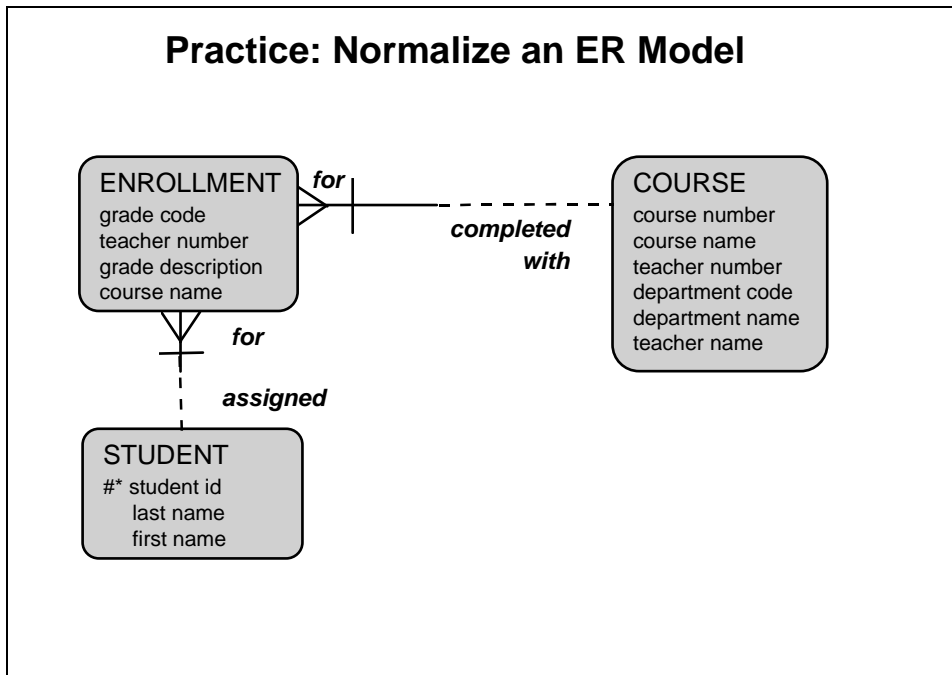 Practice: Normalize an ER Model
ENROLLMENT
grade code
teacher number
grade description
course name
for
completed
with
COURSE
course number
course name
teacher number
department code
department name
teacher name
for
assigned
STUDENT
#* student id
last name
first name